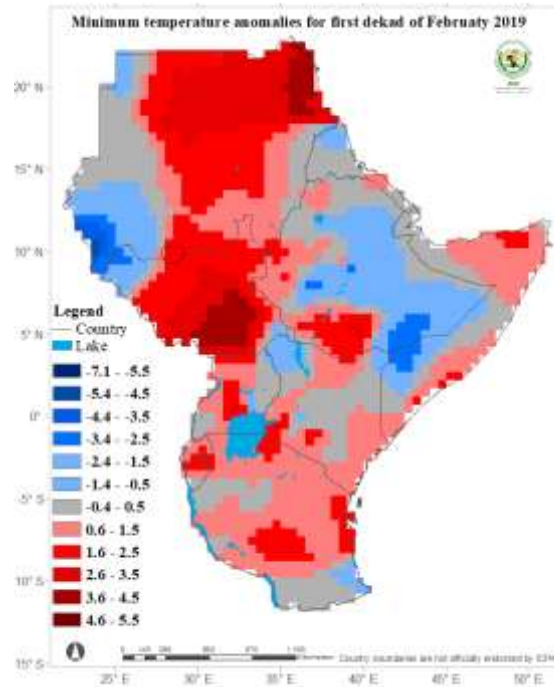 Minimum temperature anomalies for first dekad of Februaty 2019
20° N
15° N
10° N
5° N
0°
-5° S
10° S
15° S
25° E
30° E
35° E
40° E
45° E
50° E
Legend
Country
Lake
-7.1 - -5.5
-5.4 - -4.5
-4.4 - -3.5
-3.4 - -2.5
-2.4 - -1.5
-1.4 - -0.5
-0.4 - 0.5
0.6 - 1.5
1.6 - 2.5
2.6 - 3.5
3.6 - 4.5
4.6 - 5.5
Country boundaries are not officially endorsed by